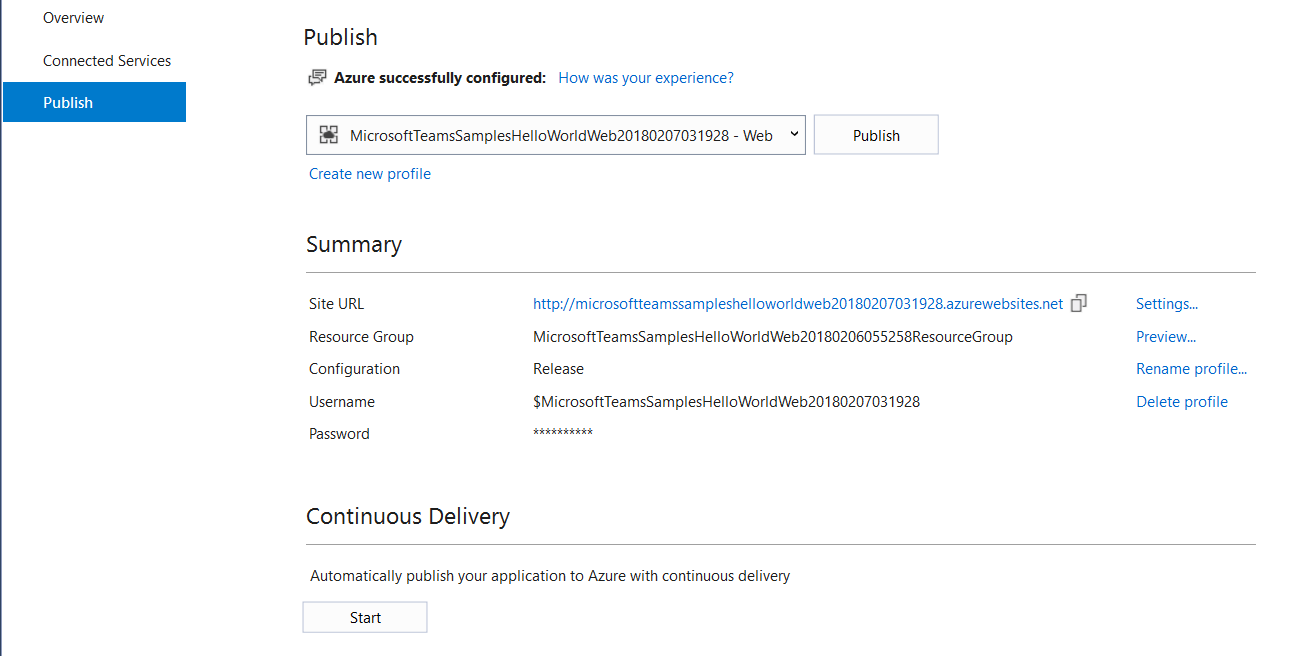 Overview
Connected Services
Publish
Publish
Azure successfully configured: How was your experience?
MicrosoftTeamsSamplesHelloWorldWeb20180207031928 - Web
Publish
Create new profile
Summary
Site URL http://microsoftteamssampleshelloworldweb20180207031928.azurewebsites.net Settings...
Resource Group MicrosoftTeamsSamplesHelloWorldWeb20180206055258ResourceGroup Preview...
Configuration Release Rename profile...
Username $MicrosoftTeamsSamplesHelloWorldWeb20180207031928 Delete profile
Password **********
Continuous Delivery
Automatically publish your application to Azure with continuous delivery
Start